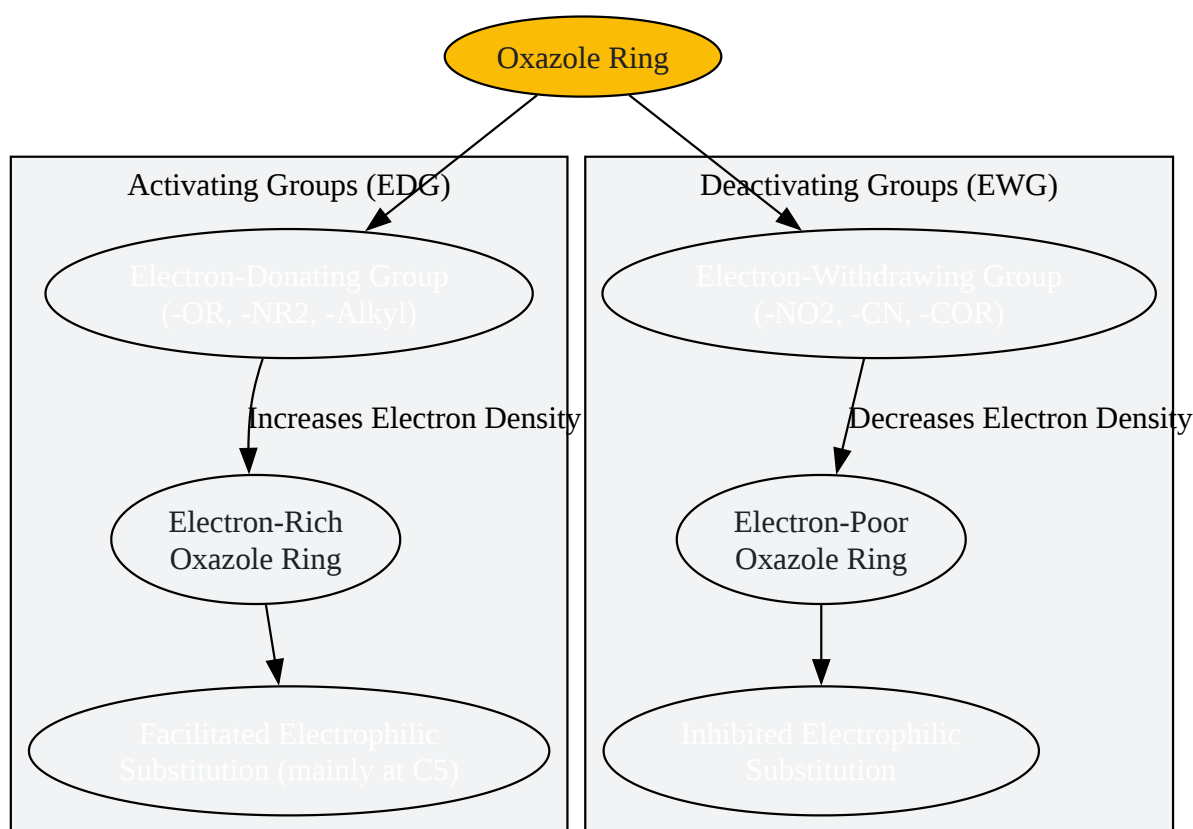 Oxazole Ring
Activating Groups (EDG)
Electron-Donating Group
(-OR, -NR2, -Alkyl)
Increases Electron Density
Electron-Rich
Oxazole Ring
Facilitated Electrophilic
Substitution (mainly at C5)
Deactivating Groups (EWG)
Electron-Withdrawing Group
(-NO2, -CN, -COR)
Decreases Electron Density
Electron-Poor
Oxazole Ring
Inhibited Electrophilic
Substitution